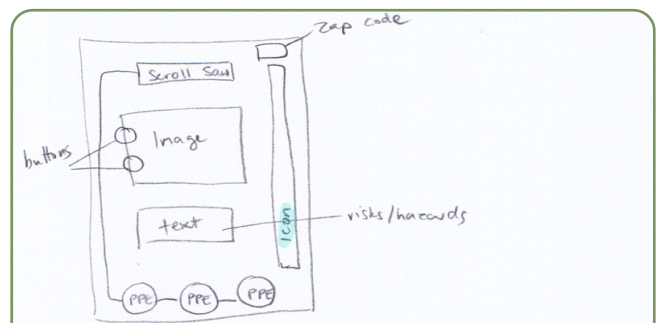 Zap code
Scroll Saw
Image
buttons
text
risks/hazards
Icon
PPE PPE PPE